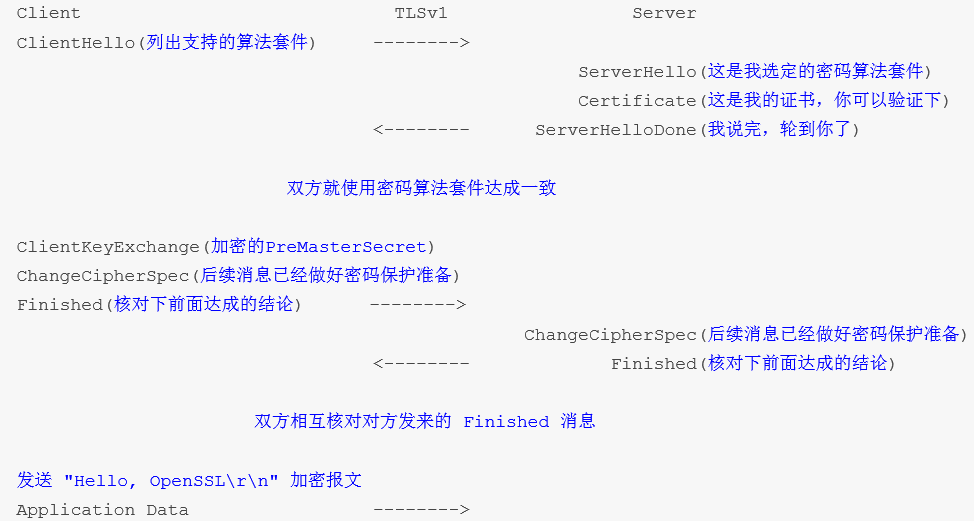 Client TLSv1 Server
ClientHello(列出支持的算法套件) -------->
ServerHello(这是我选定的密码算法套件)
Certificate(这是我的证书，你可以验证下)
<-------- ServerHelloDone(我说完，轮到你了)
双方就使用密码算法套件达成一致
ClientKeyExchange(加密的PreMasterSecret)
ChangeCipherSpec(后续消息已经做好密码保护准备)
Finished(核对下前面达成的结论) -------->
ChangeCipherSpec(后续消息已经做好密码保护准备)
<-------- Finished(核对下前面达成的结论)
双方相互核对对方发来的 Finished 消息
发送 "Hello, OpenSSL\r\n" 加密报文
Application Data -------->